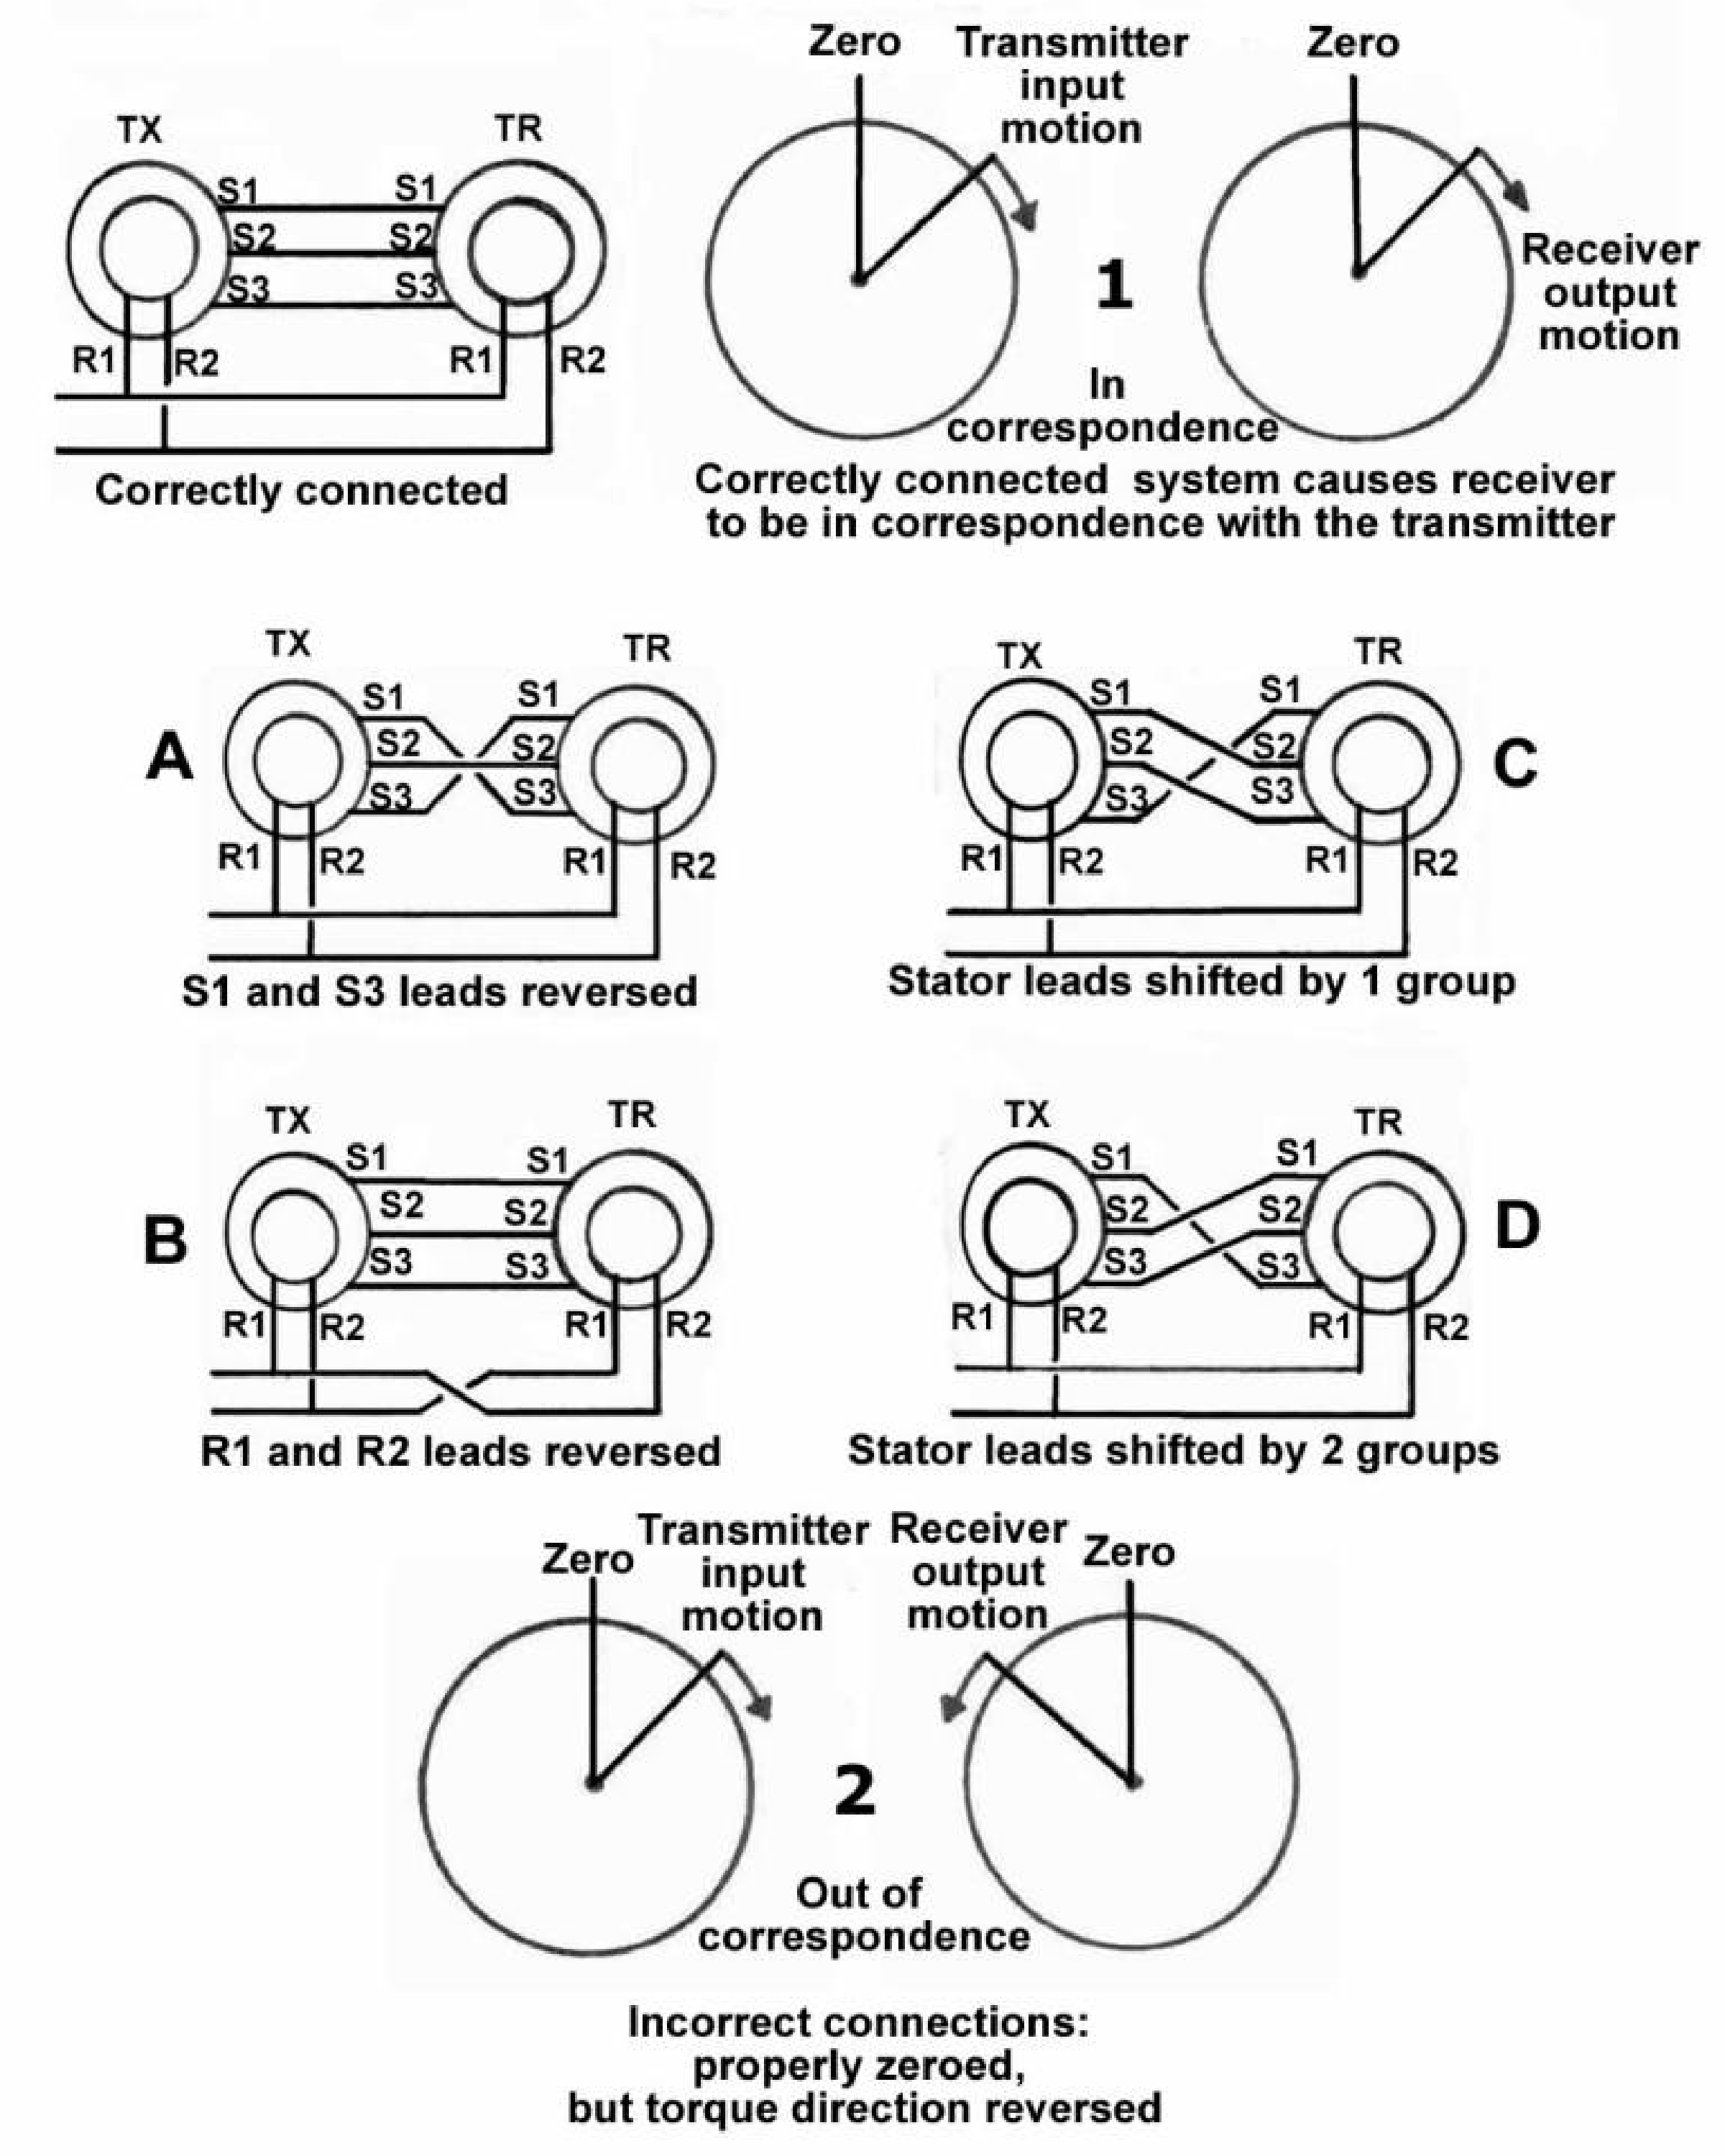 Zero
Transmitter
input
motion
Zero
TX
TR
S1
S1
S2
S2
S3
S3
R1
R2
R1
R2
1
Receiver
output
motion
In
correspondence
Correctly connected
Correctly connected system causes receiver
to be in correspondence with the transmitter
TX
TR
A
S1
S1
S2
S2
S3
S3
R1
R2
R1
R2
S1 and S3 leads reversed
TX
TR
S1
S1
S2
S2
S3
S3
C
R1
R2
R1
R2
Stator leads shifted by 1 group
TX
TR
B
S1
S1
S2
S2
S3
S3
R1
R2
R1
R2
R1 and R2 leads reversed
TX
TR
S1
S1
S2
S2
S3
S3
D
R1
R2
R1
R2
Stator leads shifted by 2 groups
Zero
Transmitter
input
motion
Receiver
output
motion
Zero
2
Out of
correspondence
Incorrect connections:
properly zeroed,
but torque direction reversed